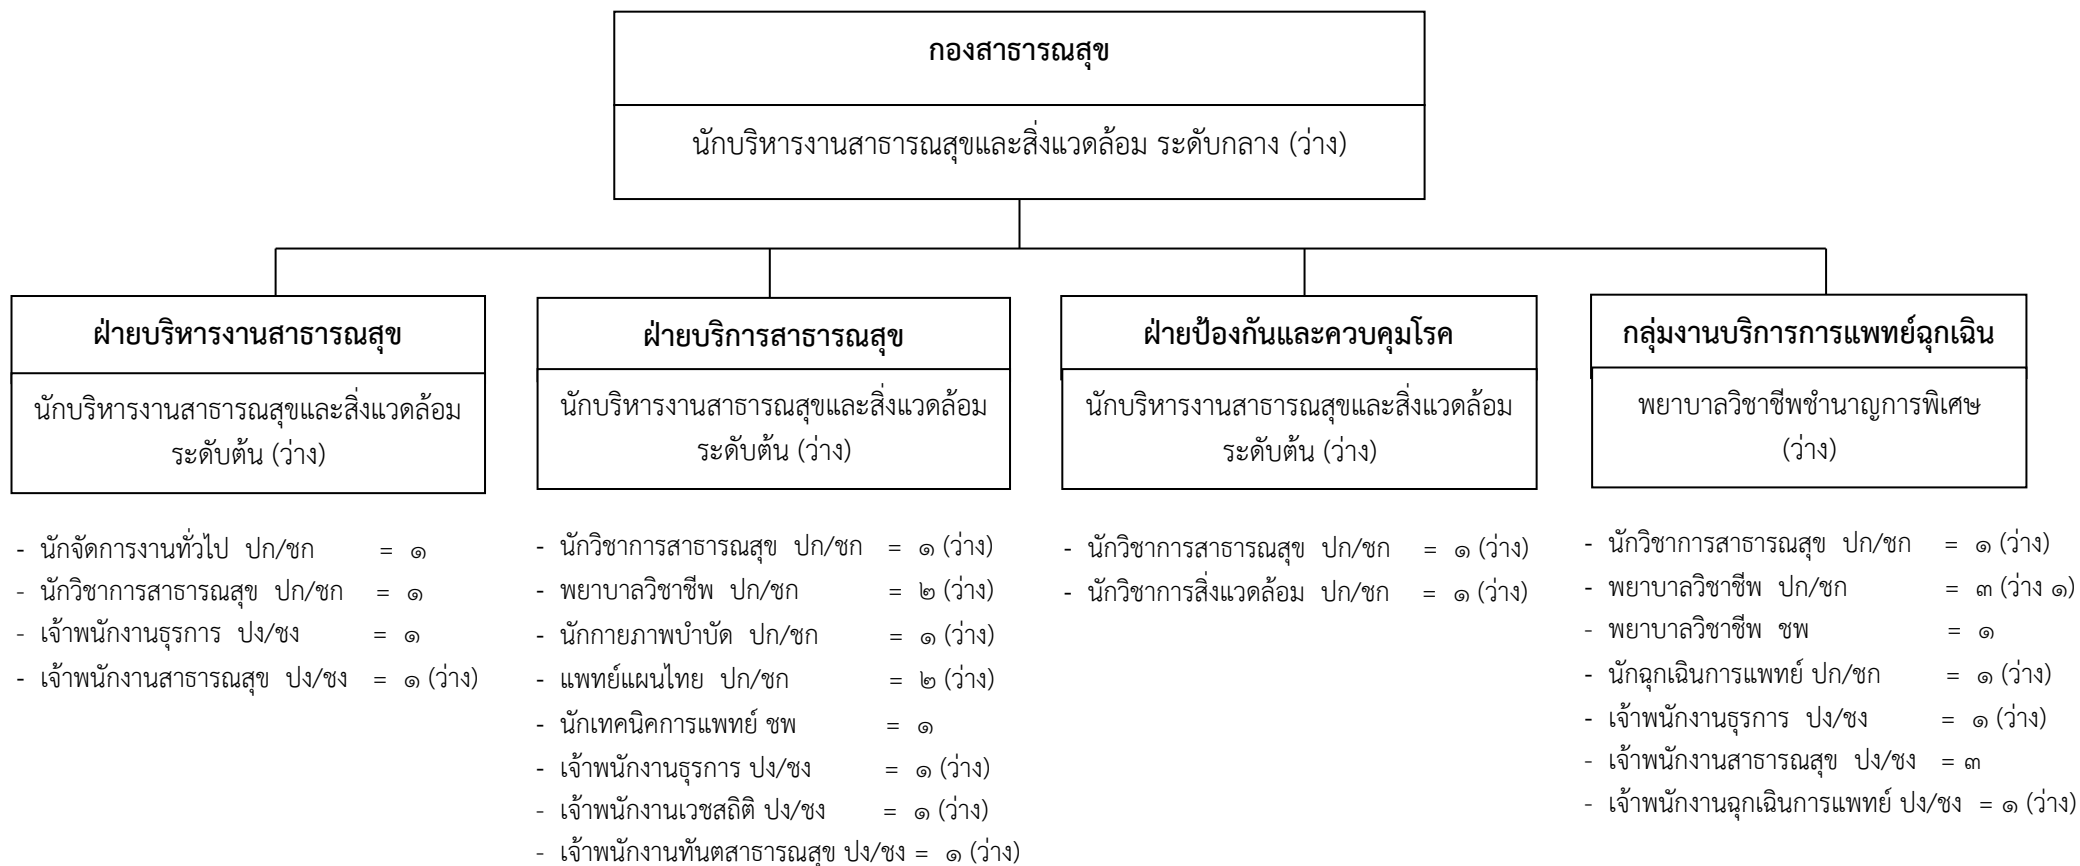 กองสาธารณสุข
นักบริหารงานสาธารณสุขและสิ่งแวดล้อม ระดับกลาง (ว่าง)
ฝ่ายบริหารงานสาธารณสุข
นักบริหารงานสาธารณสุขและสิ่งแวดล้อม
ระดับต้น (ว่าง)
- นักจัดการงานทั่วไป ปก/ชก = ๑
- นักวิชาการสาธารณสุข ปก/ชก = ๑
- เจ้าพนักงานธุรการ ปง/ชง = ๑
- เจ้าพนักงานสาธารณสุข ปง/ชง = ๑ (ว่าง)
ฝ่ายบริการสาธารณสุข
นักบริหารงานสาธารณสุขและสิ่งแวดล้อม
ระดับต้น (ว่าง)
- นักวิชาการสาธารณสุข ปก/ชก = ๑ (ว่าง)
- พยาบาลวิชาชีพ ปก/ชก = ๒ (ว่าง)
- นักกายภาพบำบัด ปก/ชก = ๑ (ว่าง)
- แพทย์แผนไทย ปก/ชก = ๒ (ว่าง)
- นักเทคนิคการแพทย์ ชพ = ๑
- เจ้าพนักงานธุรการ ปง/ชง = ๑ (ว่าง)
- เจ้าพนักงานเวชสถิติ ปง/ชง = ๑ (ว่าง)
- เจ้าพนักงานทันตสาธารณสุข ปง/ชง = ๑ (ว่าง)
ฝ่ายป้องกันและควบคุมโรค
นักบริหารงานสาธารณสุขและสิ่งแวดล้อม
ระดับต้น (ว่าง)
- นักวิชาการสาธารณสุข ปก/ชก = ๑ (ว่าง)
- นักวิชาการสิ่งแวดล้อม ปก/ชก = ๑ (ว่าง)
กลุ่มงานบริการการแพทย์ฉุกเฉิน
พยาบาลวิชาชีพชำนาญการพิเศษ
(ว่าง)
- นักวิชาการสาธารณสุข ปก/ชก = ๑ (ว่าง)
- พยาบาลวิชาชีพ ปก/ชก = ๓ (ว่าง ๑)
- พยาบาลวิชาชีพ ชพ = ๑
- นักฉุกเฉินการแพทย์ ปก/ชก = ๑ (ว่าง)
- เจ้าพนักงานธุรการ ปง/ชง = ๑ (ว่าง)
- เจ้าพนักงานสาธารณสุข ปง/ชง = ๓
- เจ้าพนักงานฉุกเฉินการแพทย์ ปง/ชง = ๑ (ว่าง)